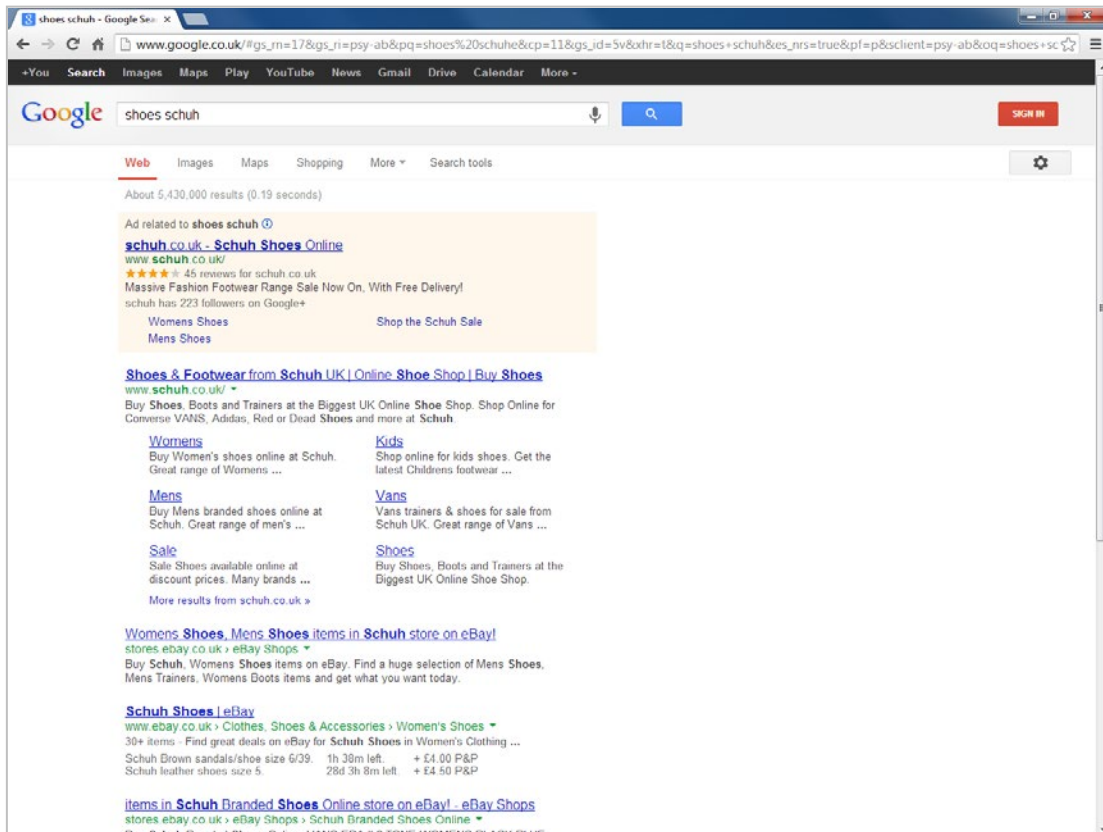 shoes schuh - Google Sea
www.google.co.uk/#gs_rn=17&gs_ri=psy-ab&pq=shoes%20schuhe&cp=11&gs_id=5v&xhr=t&q=shoes+schuh&es_nrs=true&pf=p&sclient=psy-ab&oq=shoes+sc
+You Search Images Maps Play YouTube News Gmail Drive Calendar More
Google shoes schuh SIGN IN
Web Images Maps Shopping More Search tools
About 5,430,000 results (0.19 seconds)
Ad related to shoes schuh
schuh.co.uk - Schuh Shoes Online
www.schuh.co.uk/
45 reviews for schuh.co.uk
Massive Fashion Footwear Range Sale Now On, With Free Delivery!
schuh has 223 followers on Google+
Womens Shoes Shop the Schuh Sale
Mens Shoes
Shoes & Footwear from Schuh UK | Online Shoe Shop | Buy Shoes
www.schuh.co.uk/
Buy Shoes, Boots and Trainers at the Biggest UK Online Shoe Shop. Shop Online for
Converse VANS, Adidas, Red or Dead Shoes and more at Schuh.
Womens
Buy Women's shoes online at Schuh.
Great range of Womens ...
Kids
Shop online for kids shoes. Get the
latest Childrens footwear ...
Mens
Buy Mens branded shoes online at
Schuh. Great range of men's ...
Vans
Vans trainers & shoes for sale from
Schuh UK. Great range of Vans ...
Sale
Sale Shoes available online at
discount prices. Many brands ...
Shoes
Buy Shoes, Boots and Trainers at the
Biggest UK Online Shoe Shop.
More results from schuh.co.uk »
Womens Shoes, Mens Shoes items in Schuh store on eBay!
stores.ebay.co.uk › eBay Shops
Buy Schuh, Womens Shoes items on eBay. Find a huge selection of Mens Shoes,
Mens Trainers, Womens Boots items and get what you want today.
Schuh Shoes | eBay
www.ebay.co.uk › Clothes, Shoes & Accessories › Women's Shoes
30+ items - Find great deals on eBay for Schuh Shoes in Women's Clothing ...
Schuh Brown sandals/shoe size 6/39. 1h 38m left. + £4.00 P&P
Schuh leather shoes size 5. 28d 3h 8m left. + £4.50 P&P
items in Schuh Branded Shoes Online store on eBay! - eBay Shops
stores.ebay.co.uk › eBay Shops › Schuh Branded Shoes Online